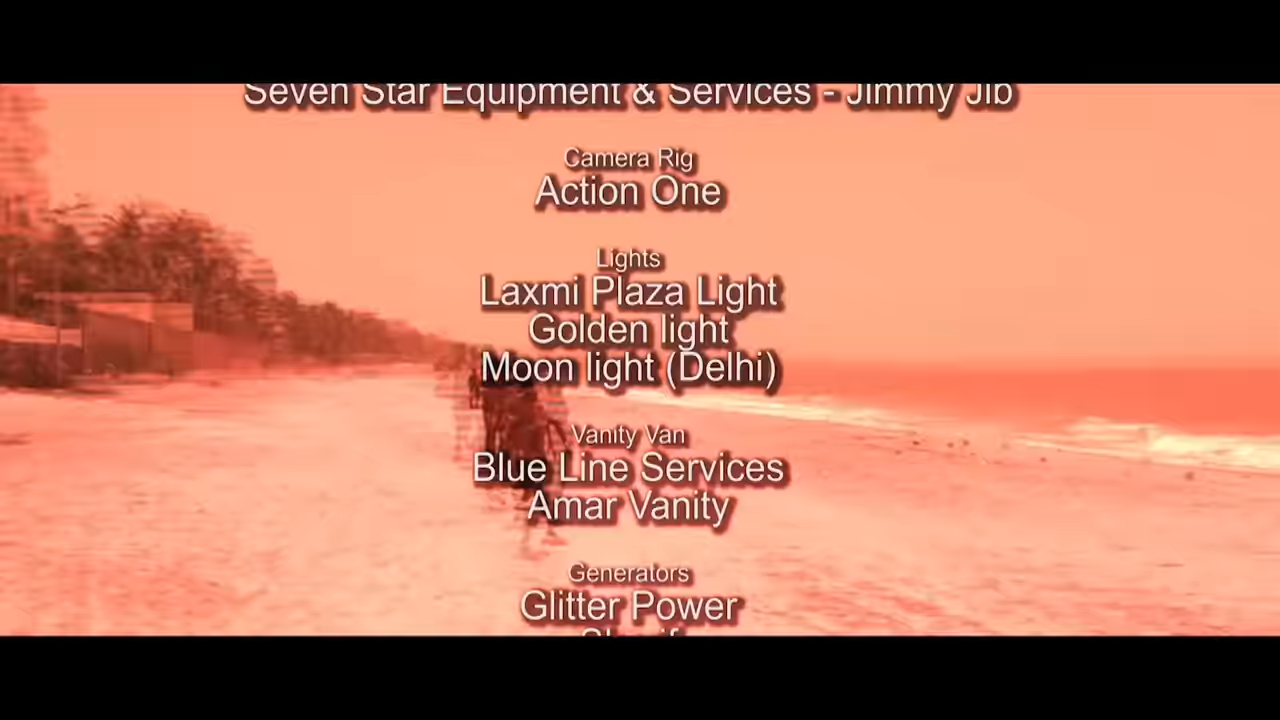 Seven Star Equipment & Services - Jimmy Jib
Camera Rig
Action One
Lights
Laxmi Plaza Light
Golden light
Moon light (Delhi)
Vanity Van
Blue Line Services
Amar Vanity
Generators
Glitter Power